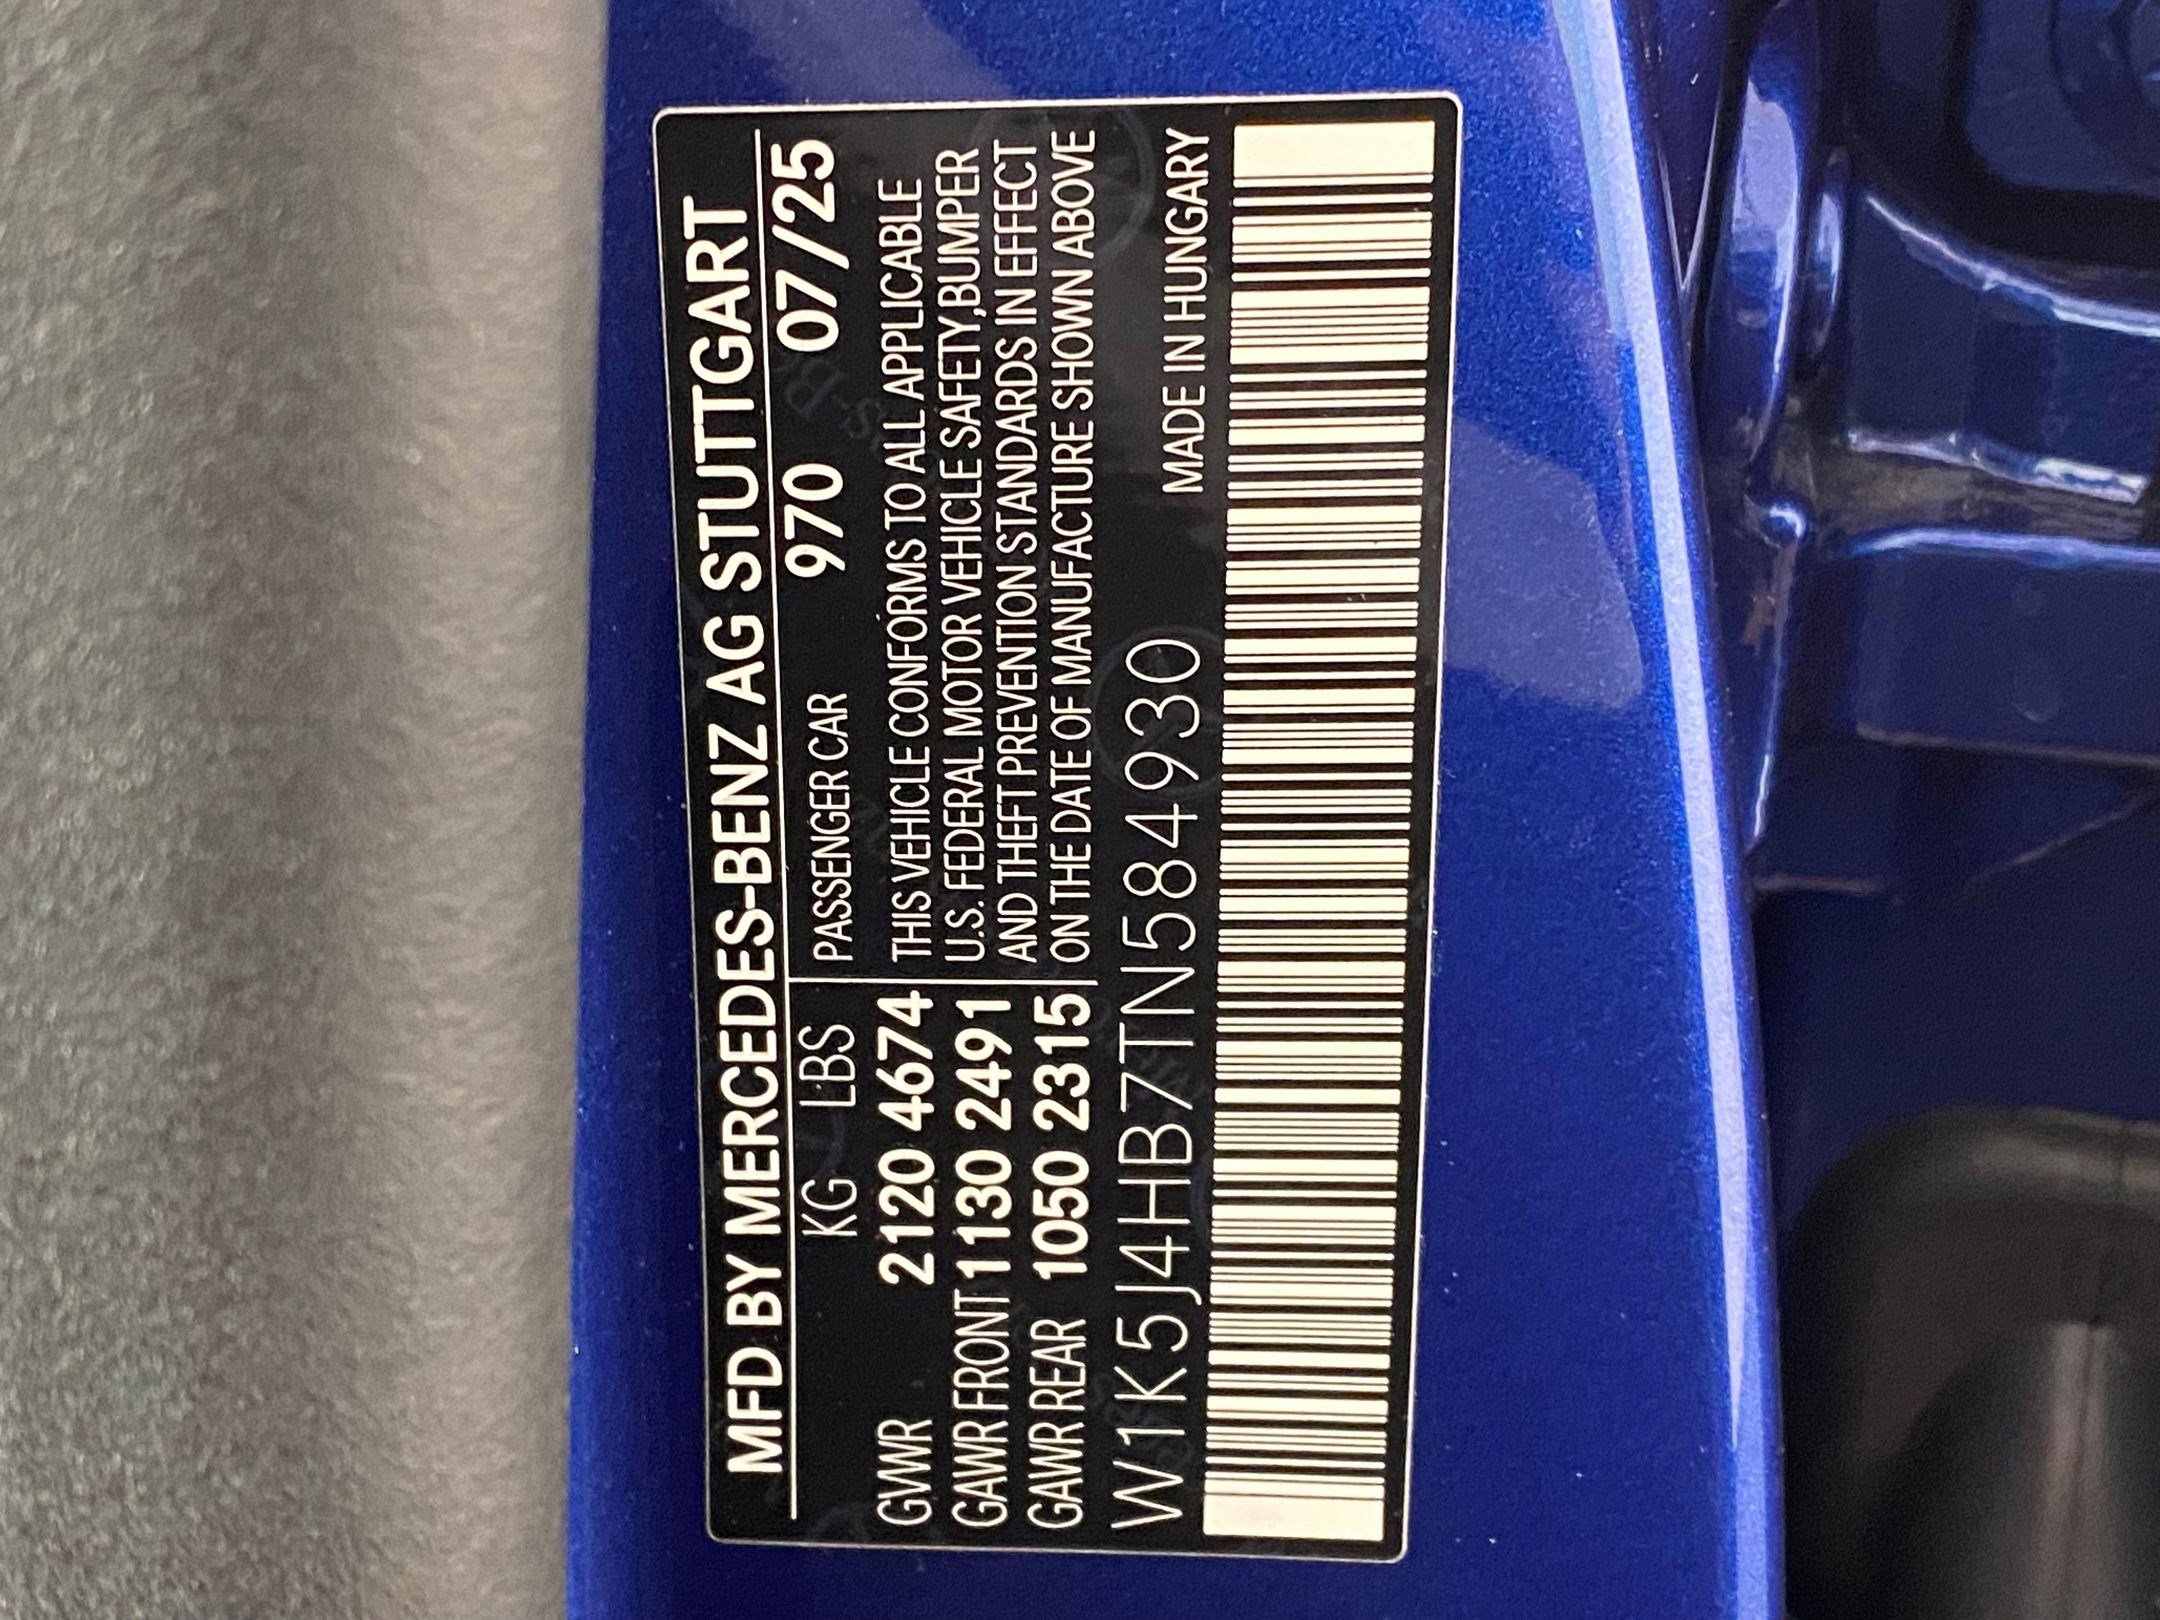 MFD BY MERCEDES-BENZ AG STUTTGART
KG LBS PASSENGER CAR 970 07/25
GVWR 2120 4674 THIS VEHICLE CONFORMS TO ALL APPLICABLE
GAWR FRONT 1130 2491 U.S. FEDERAL MOTOR VEHICLE SAFETY,BUMPER
AND THEFT PREVENTION STANDARDS IN EFFECT
GAWR REAR 1050 2315 ON THE DATE OF MANUFACTURE SHOWN ABOVE
W1K5J4HB7TN584930 MADE IN HUNGARY